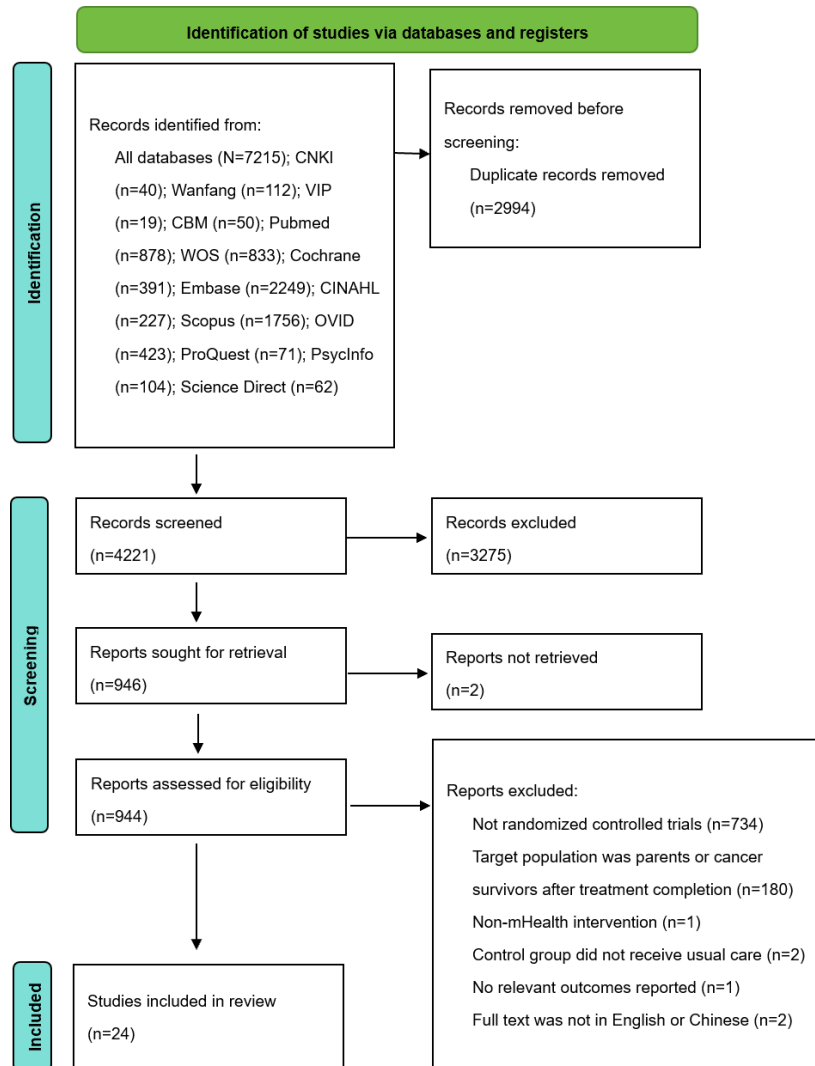 Identification of studies via databases and registers
Identification
Records identified from:
All databases (N=7215); CNKI
(n=40); Wanfang (n=112); VIP
(n=19); CBM (n=50); Pubmed
(n=878); WOS (n=833); Cochrane
(n=391); Embase (n=2249); CINAHL
(n=227); Scopus (n=1756); OVID
(n=423); ProQuest (n=71); PsycInfo
(n=104); Science Direct (n=62)
Records removed before
screening:
Duplicate records removed
(n=2994)
Screening
Records screened
(n=4221)
Records excluded
(n=3275)
Reports sought for retrieval
(n=946)
Reports not retrieved
(n=2)
Reports assessed for eligibility
(n=944)
Reports excluded:
Not randomized controlled trials (n=734)
Target population was parents or cancer
survivors after treatment completion (n=180)
Non-mHealth intervention (n=1)
Control group did not receive usual care (n=2)
No relevant outcomes reported (n=1)
Full text was not in English or Chinese (n=2)
Included
Studies included in review
(n=24)